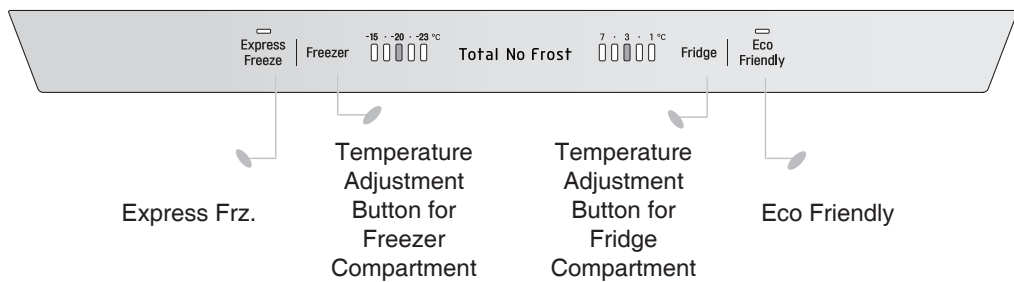 -15 · -20 · -23 °C
7 · 3 · 1 °C
Express
Freeze
Freezer
Total No Frost
Fridge
Eco
Friendly
Express Frz.
Temperature
Adjustment
Button for
Freezer
Compartment
Temperature
Adjustment
Button for
Fridge
Compartment
Eco Friendly